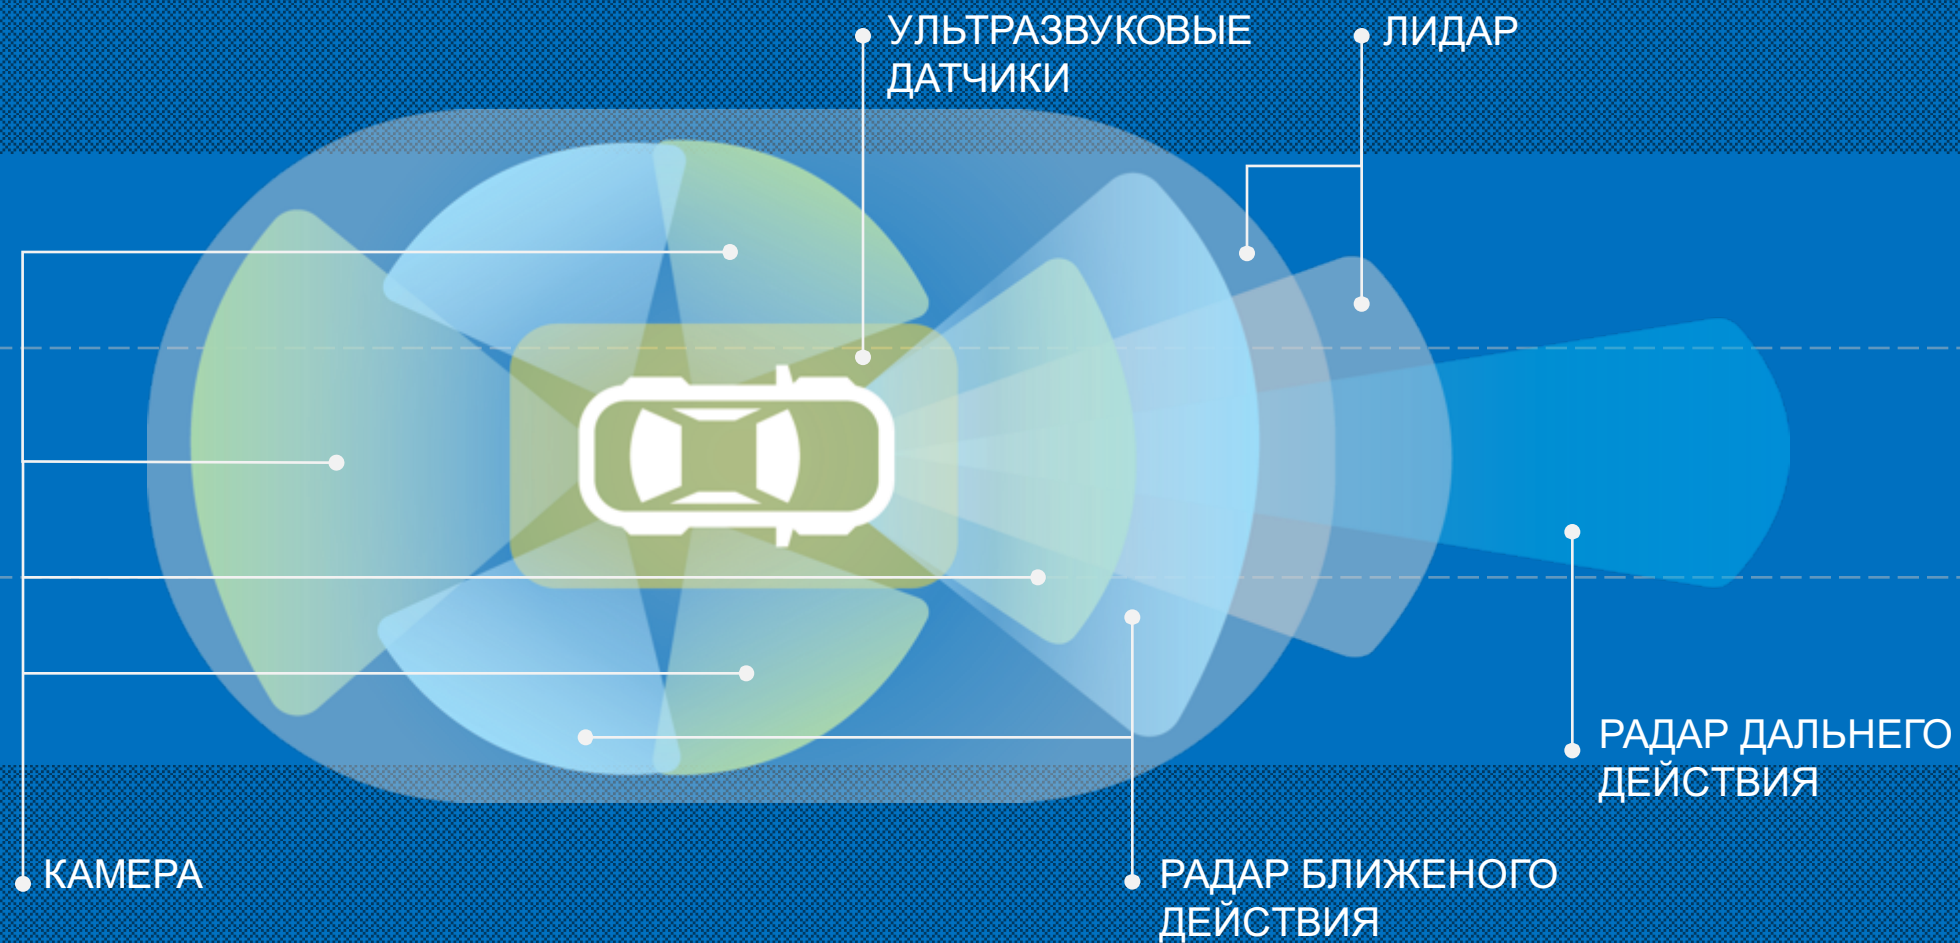 УЛЬТРАЗВУКОВЫЕ
ДАТЧИКИ
ЛИДАР
РАДАР ДАЛЬНЕГО
ДЕЙСТВИЯ
КАМЕРА
РАДАР БЛИЖЕНОГО
ДЕЙСТВИЯ